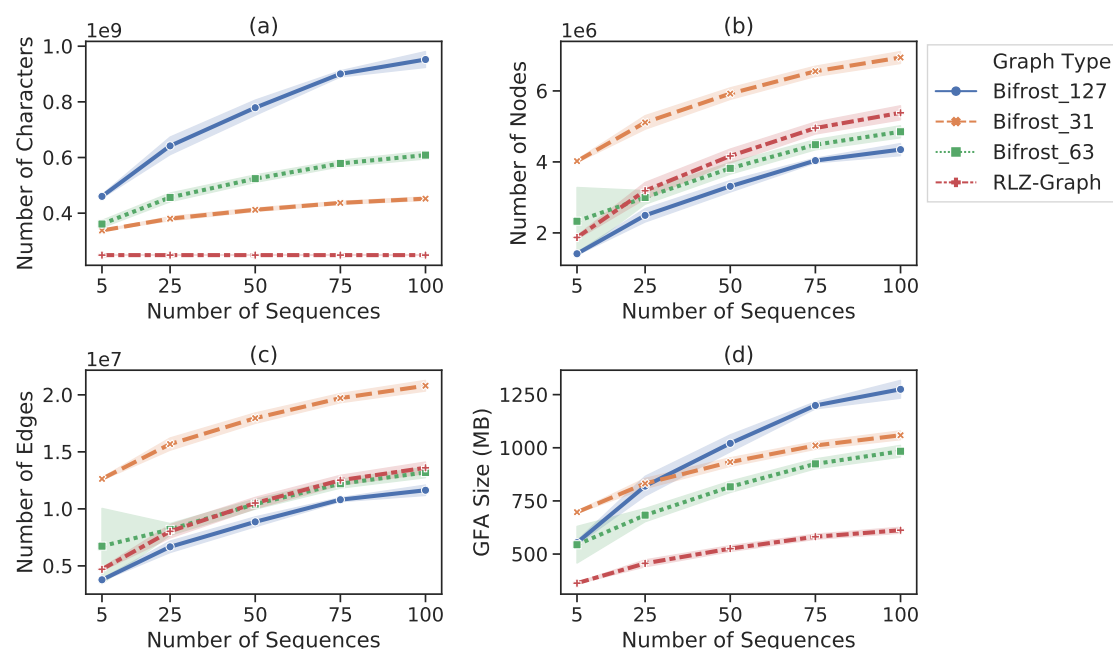 (a)
1e9
Number of Characters
1.0
0.8
0.6
0.4
5 25 50 75 100
Number of Sequences
(b)
1e6
Number of Nodes
6
4
2
5 25 50 75 100
Number of Sequences
Graph Type
Bifrost_127
Bifrost_31
Bifrost_63
RLZ-Graph
(c)
1e7
Number of Edges
2.0
1.5
1.0
0.5
5 25 50 75 100
Number of Sequences
(d)
GFA Size (MB)
1250
1000
750
500
5 25 50 75 100
Number of Sequences